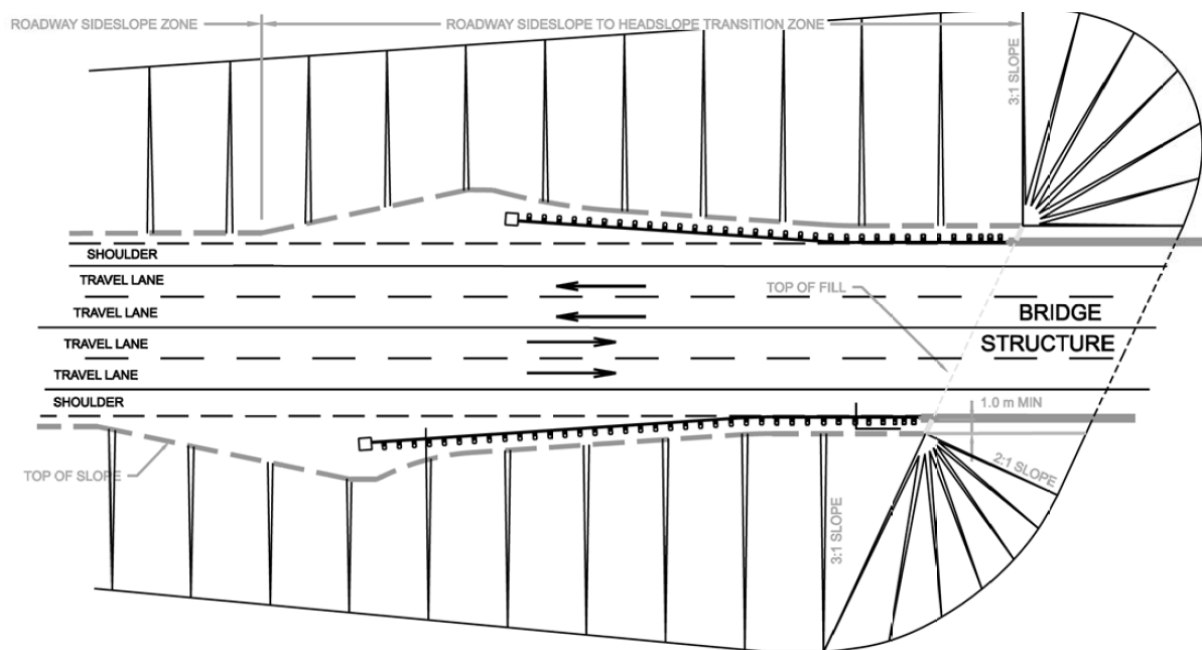 ROADWAY SIDESLOPE ZONE
ROADWAY SIDESLOPE TO HEADSLOPE TRANSITION ZONE
3:1 SLOPE
SHOULDER
TRAVEL LANE
TOP OF FILL
TRAVEL LANE
BRIDGE
STRUCTURE
TRAVEL LANE
TRAVEL LANE
SHOULDER
1.0 m MIN
TOP OF SLOPE
2:1 SLOPE
3:1 SLOPE